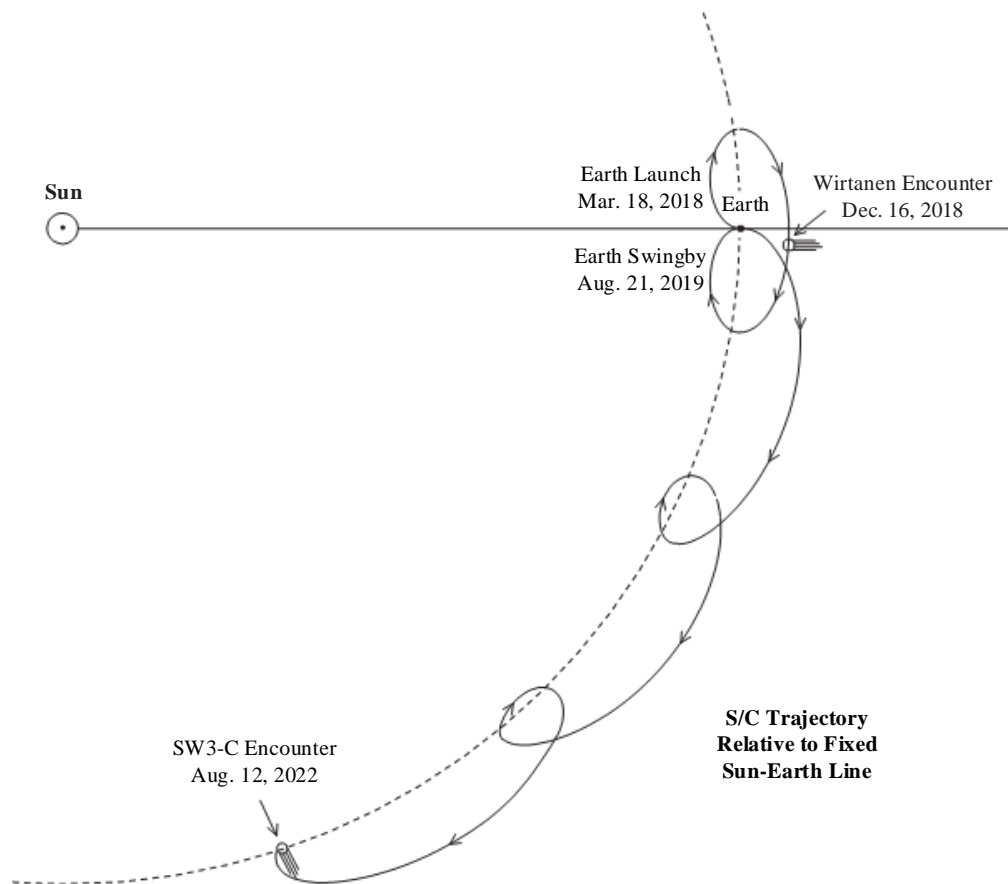 Sun
Earth Launch
Mar. 18, 2018
Earth
Wirtanen Encounter
Dec. 16, 2018
Earth Swingby
Aug. 21, 2019
S/C Trajectory
Relative to Fixed
Sun-Earth Line
SW3-C Encounter
Aug. 12, 2022